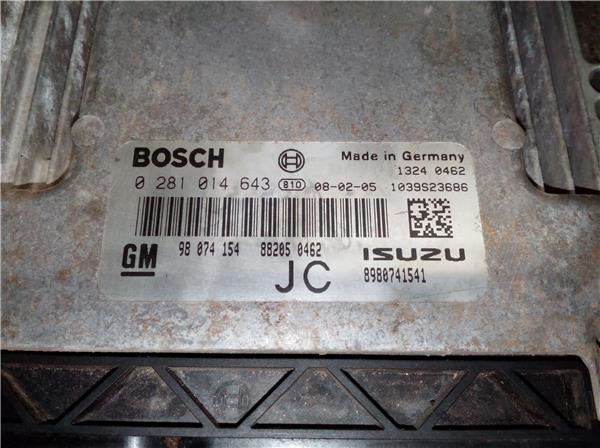 BOSCH
Made in Germany
1324 0462
0 281 014 643 B10 08-02-05 1039S23686
GM 98 074 154 88205 0462 ISUZU
JC 8980741541